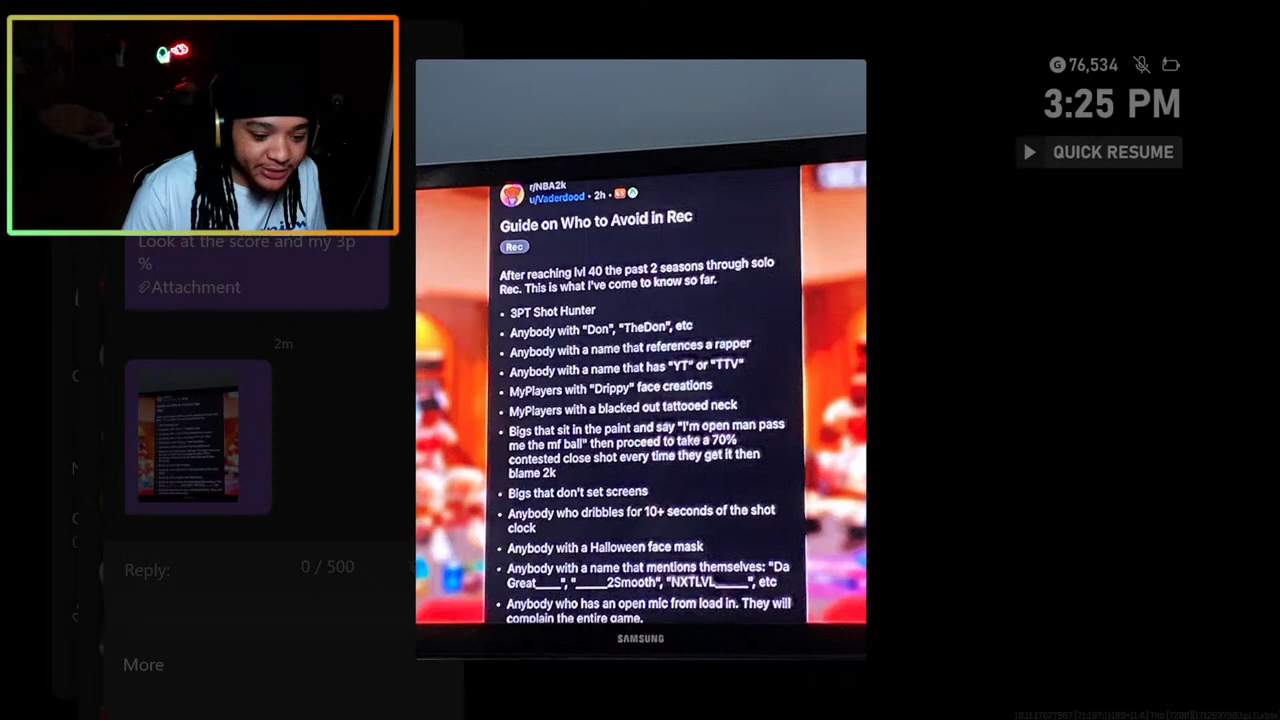 76,534
3:25 PM
QUICK RESUME
Look at the score and my 3p
%
Attachment
2m
Reply:
0 / 500
More
r/NBA2k
u/Vaderdood • 2h •
Guide on Who to Avoid in Rec
Rec
After reaching lvl 40 the past 2 seasons through solo
Rec. This is what I've come to know so far.
• 3PT Shot Hunter
• Anybody with "Don", "TheDon", etc
• Anybody with a name that references a rapper
• Anybody with a name that has "YT" or "TTV"
• MyPlayers with "Drippy" face creations
• MyPlayers with a blacked out tattooed neck
• Bigs that sit in the paint and say "I'm open man pass
me the mf ball" then proceed to take a 70%
contested close shot every time they get it then
blame 2k
• Bigs that don't set screens
• Anybody who dribbles for 10+ seconds of the shot
clock
• Anybody with a Halloween face mask
• Anybody with a name that mentions themselves: "Da
Great____", "_____2Smooth", "NXTLVL_____", etc
• Anybody who has an open mic from load in. They will
complain the entire game.
SAMSUNG